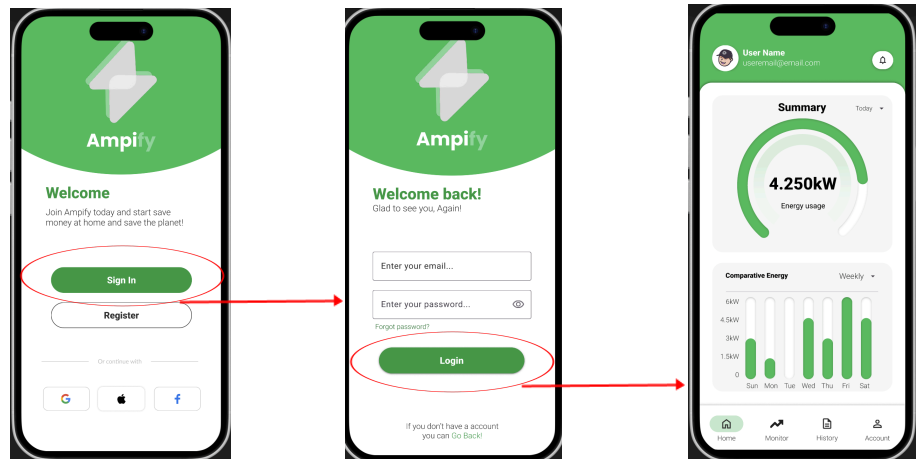 Ampify
Welcome
Join Ampify today and start save
money at home and save the planet!
Sign In
Register
Or continue with
G
f
Ampify
Welcome back!
Glad to see you, Again!
Enter your email...
Enter your password...
Forgot password?
Login
If you don't have a account
you can Go Back!
User Name
useremail@email.com
Summary
Today
4.250kW
Energy usage
Comparative Energy
Weekly
6kW
4.5kW
3kW
1.5kW
0
Sun Mon Tue Wed Thu Fri Sat
Home Monitor History Account